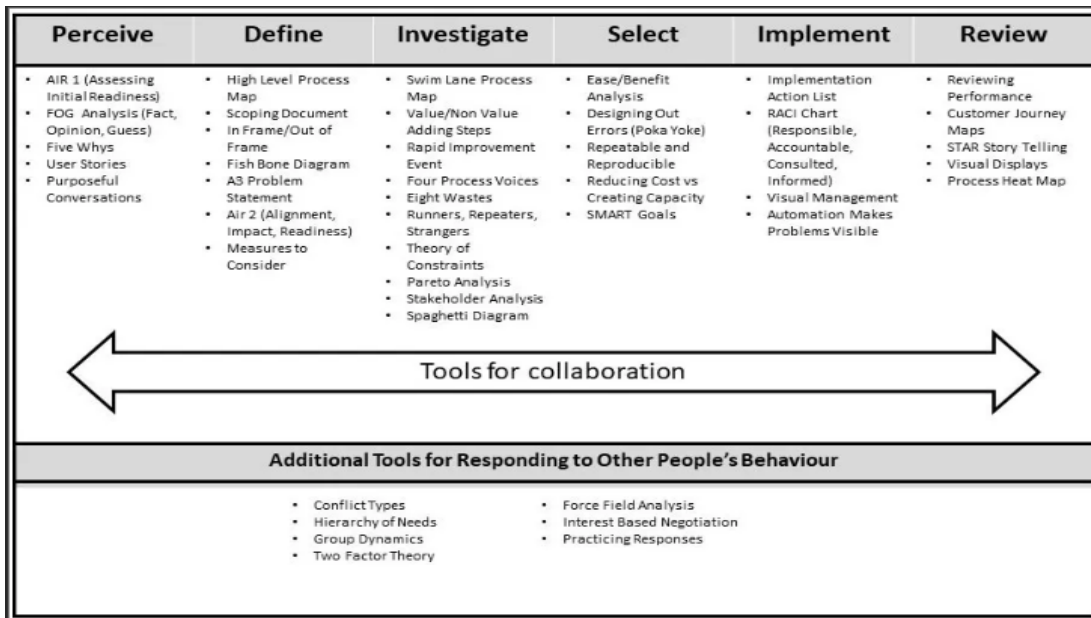 Perceive
Define
Investigate
Select
Implement
Review
• AIR 1 (Assessing
Initial Readiness)
• FOG Analysis (Fact,
Opinion, Guess)
• Five Whys
• User Stories
• Purposeful
Conversations
• High Level Process
Map
• Scoping Document
• In Frame/Out of
Frame
• Fish Bone Diagram
• A3 Problem
Statement
• Air 2 (Alignment,
Impact, Readiness)
• Measures to
Consider
• Swim Lane Process
Map
• Value/Non Value
Adding Steps
• Rapid Improvement
Event
• Four Process Voices
• Eight Wastes
• Runners, Repeaters,
Strangers
• Theory of
Constraints
• Pareto Analysis
• Stakeholder Analysis
• Spaghetti Diagram
• Ease/Benefit
Analysis
• Designing Out
Errors (Poka Yoke)
• Repeatable and
Reproducible
• Reducing Cost vs
Creating Capacity
• SMART Goals
• Implementation
Action List
• RACI Chart
(Responsible,
Accountable,
Consulted,
Informed)
• Visual Management
• Automation Makes
Problems Visible
• Reviewing
Performance
• Customer Journey
Maps
• STAR Story Telling
• Visual Displays
• Process Heat Map
Tools for collaboration
Additional Tools for Responding to Other People's Behaviour
• Conflict Types
• Hierarchy of Needs
• Group Dynamics
• Two Factor Theory
• Force Field Analysis
• Interest Based Negotiation
• Practicing Responses